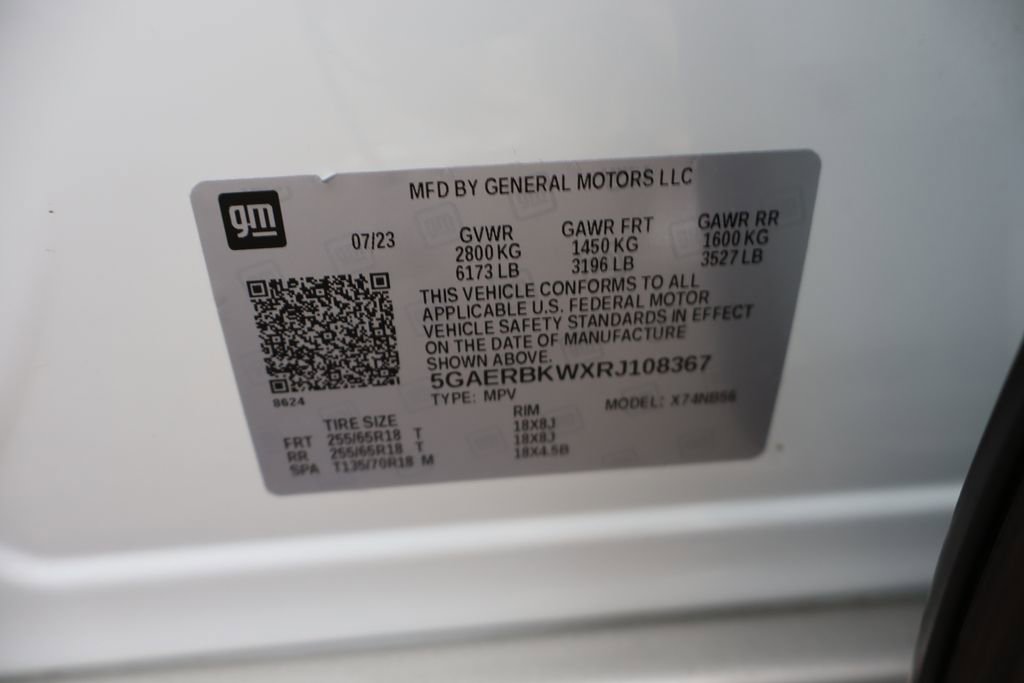 MFD BY GENERAL MOTORS LLC
gm
07/23
GVWR GAWR FRT GAWR RR
2800 KG 1450 KG 1600 KG
6173 LB 3196 LB 3527 LB
THIS VEHICLE CONFORMS TO ALL
APPLICABLE U.S. FEDERAL MOTOR
VEHICLE SAFETY STANDARDS IN EFFECT
ON THE DATE OF MANUFACTURE
SHOWN ABOVE.
5GAERBKWXRJ108367
8624
TYPE: MPV MODEL: X74NB56
TIRE SIZE RIM
FRT 255/65R18 T 18X8J
RR 255/65R18 T 18X8J
SPA T135/70R18 M 18X4.5B